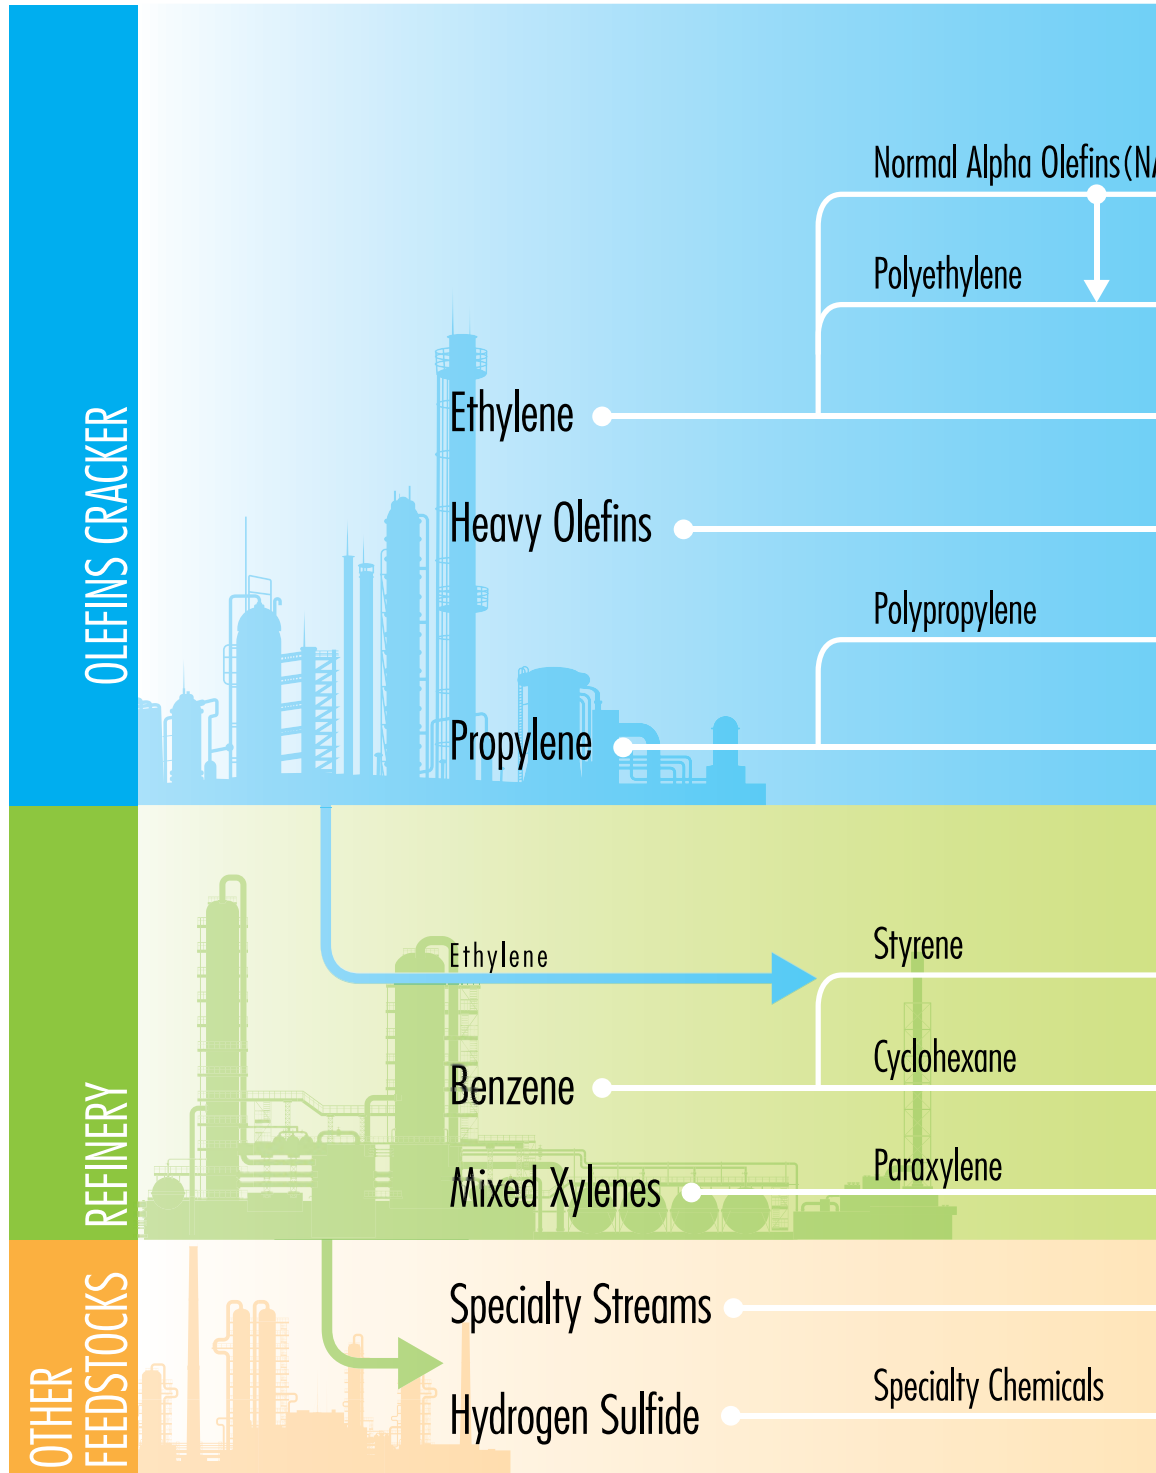 OLEFINS CRACKER
Normal Alpha Olefins (NA
Polyethylene
Ethylene
Heavy Olefins
Polypropylene
Propylene
REFINERY
Ethylene
Styrene
Cyclohexane
Benzene
Paraxylene
Mixed Xylenes
OTHER
FEEDSTOCKS
Specialty Streams
Specialty Chemicals
Hydrogen Sulfide